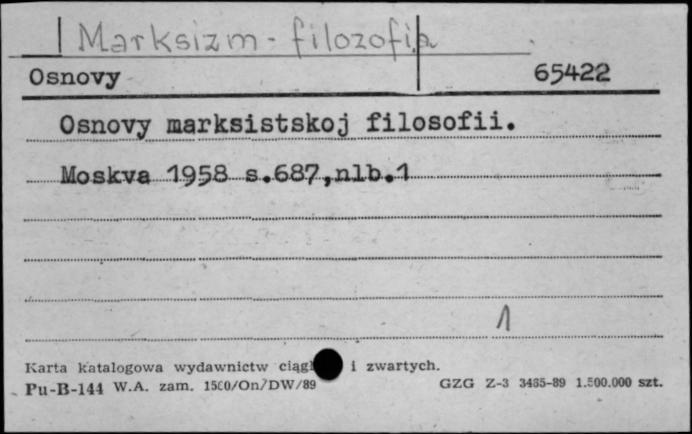 Marksizm - filozofia
Osnovy 65422
Osnovy marksistskoj filosofii.
Moskva 1958 s.687,nlb.1
1
Karta katalogowa wydawnictw i zwartych.
Pu-B-144 W.A. zam. 1500/On/DW/89 GZG Z-3 3485-89 1.500.000 szt.